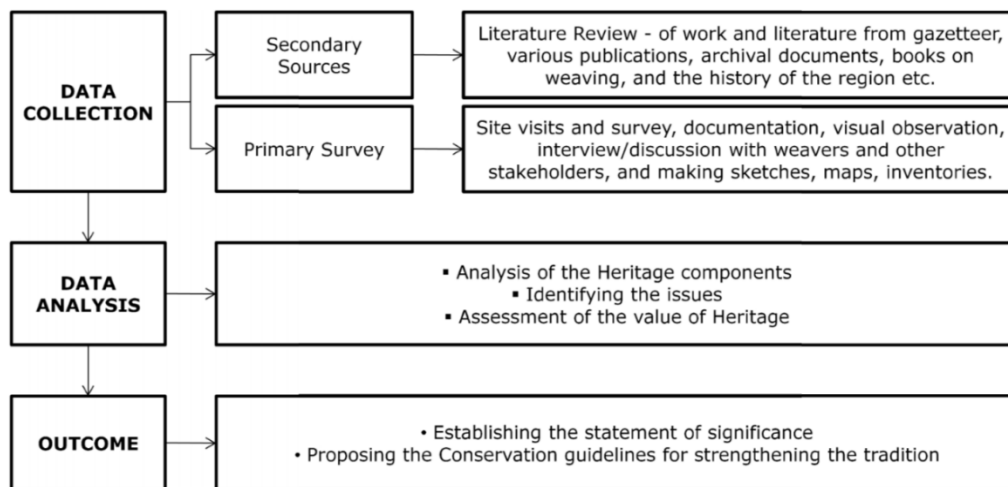 DATA
COLLECTION
Secondary
Sources
Literature Review - of work and literature from gazetteer,
various publications, archival documents, books on
weaving, and the history of the region etc.
Primary Survey
Site visits and survey, documentation, visual observation,
interview/discussion with weavers and other
stakeholders, and making sketches, maps, inventories.
DATA
ANALYSIS
▪ Analysis of the Heritage components
▪ Identifying the issues
▪ Assessment of the value of Heritage
OUTCOME
• Establishing the statement of significance
• Proposing the Conservation guidelines for strengthening the tradition